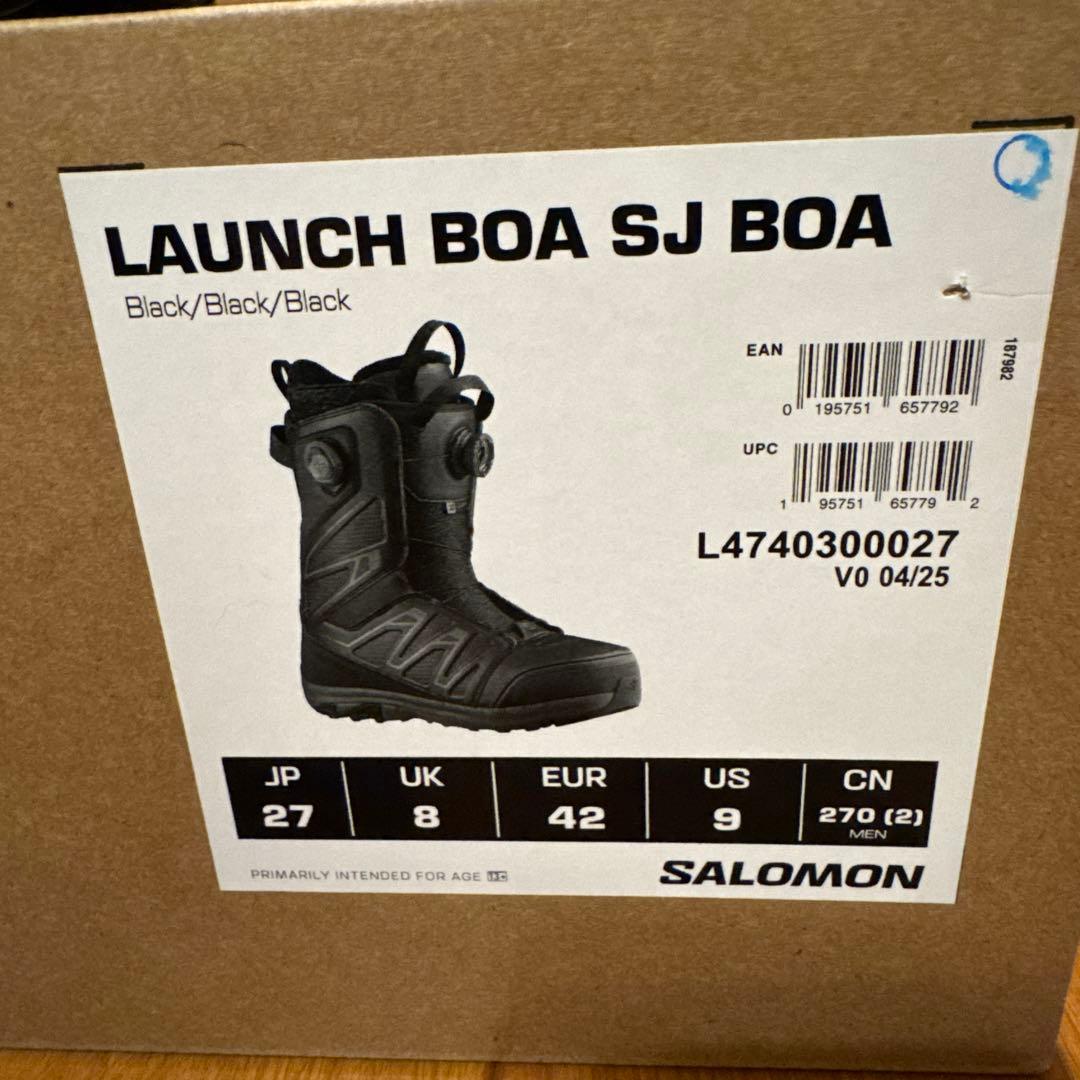 LAUNCH BOA SJ BOA
Black/Black/Black
EAN
0 195751 657792
187982
UPC
1 95751 65779 2
L4740300027
V0 04/25
JP UK EUR US CN
27 8 42 9 270 (2)
MEN
PRIMARILY INTENDED FOR AGE
SALOMON